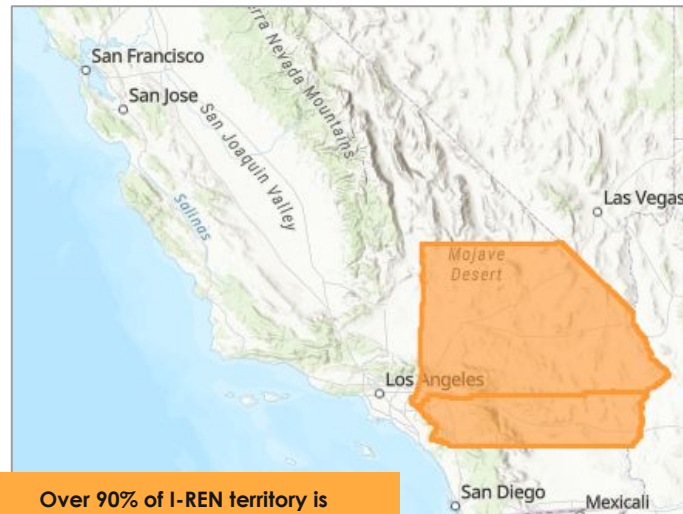 San Francisco
San Jose
Nevada Mountains
San Joaquin Valley
Salinas
Las Vegas
Mojave
Desert
Los Angeles
San Diego
Mexicali
Over 90% of I-REN territory is